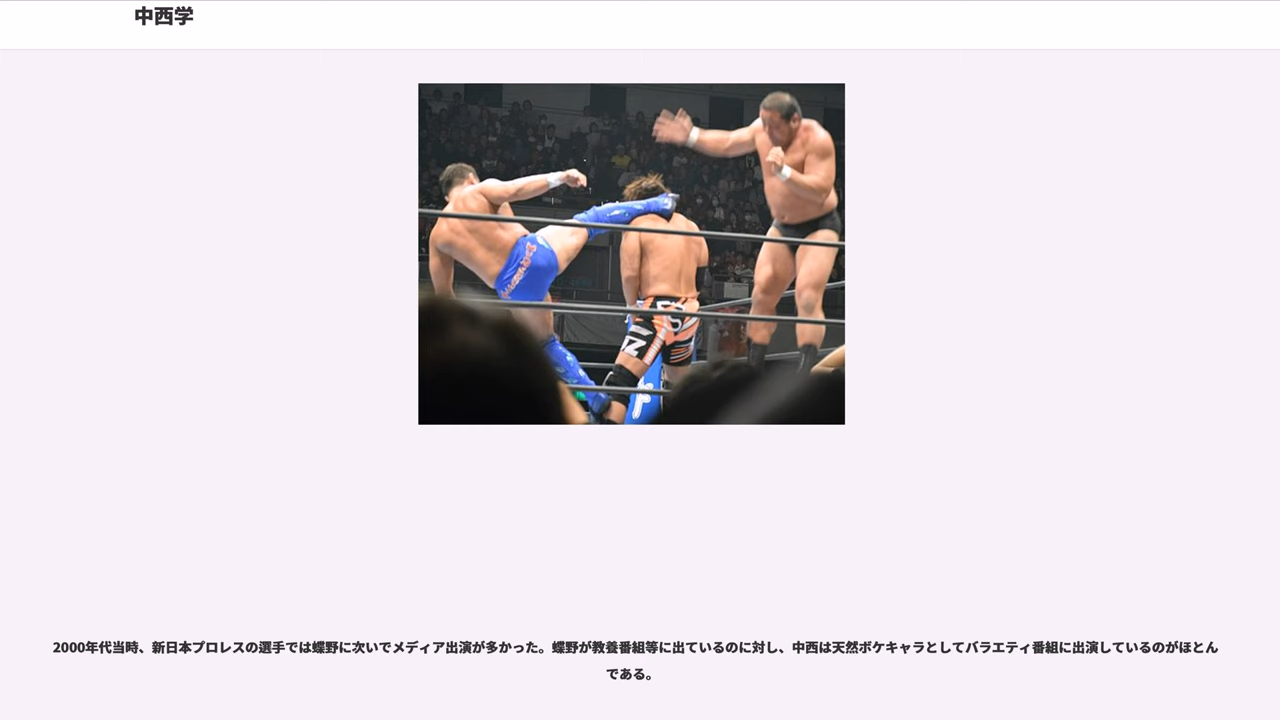 中西学
2000年代当時、新日本プロレスの選手では蝶野に次いでメディア出演が多かった。蝶野が教養番組等に出ているのに対し、中西は天然ボケキャラとしてバラエティ番組に出演しているのがほとん
である。